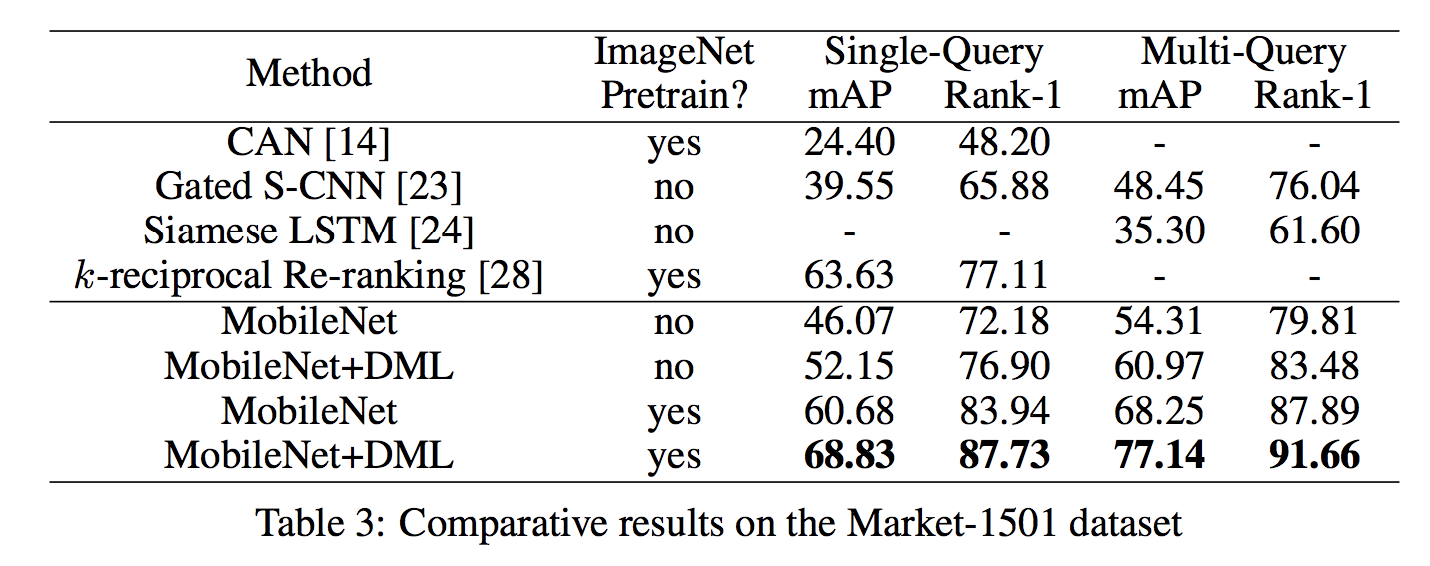 Method ImageNet Pretrain? Single-Query Multi-Query
mAP Rank-1 mAP Rank-1
CAN [14] yes 24.40 48.20 - -
Gated S-CNN [23] no 39.55 65.88 48.45 76.04
Siamese LSTM [24] no - - 35.30 61.60
k-reciprocal Re-ranking [28] yes 63.63 77.11 - -
MobileNet no 46.07 72.18 54.31 79.81
MobileNet+DML no 52.15 76.90 60.97 83.48
MobileNet yes 60.68 83.94 68.25 87.89
MobileNet+DML yes 68.83 87.73 77.14 91.66
Table 3: Comparative results on the Market-1501 dataset